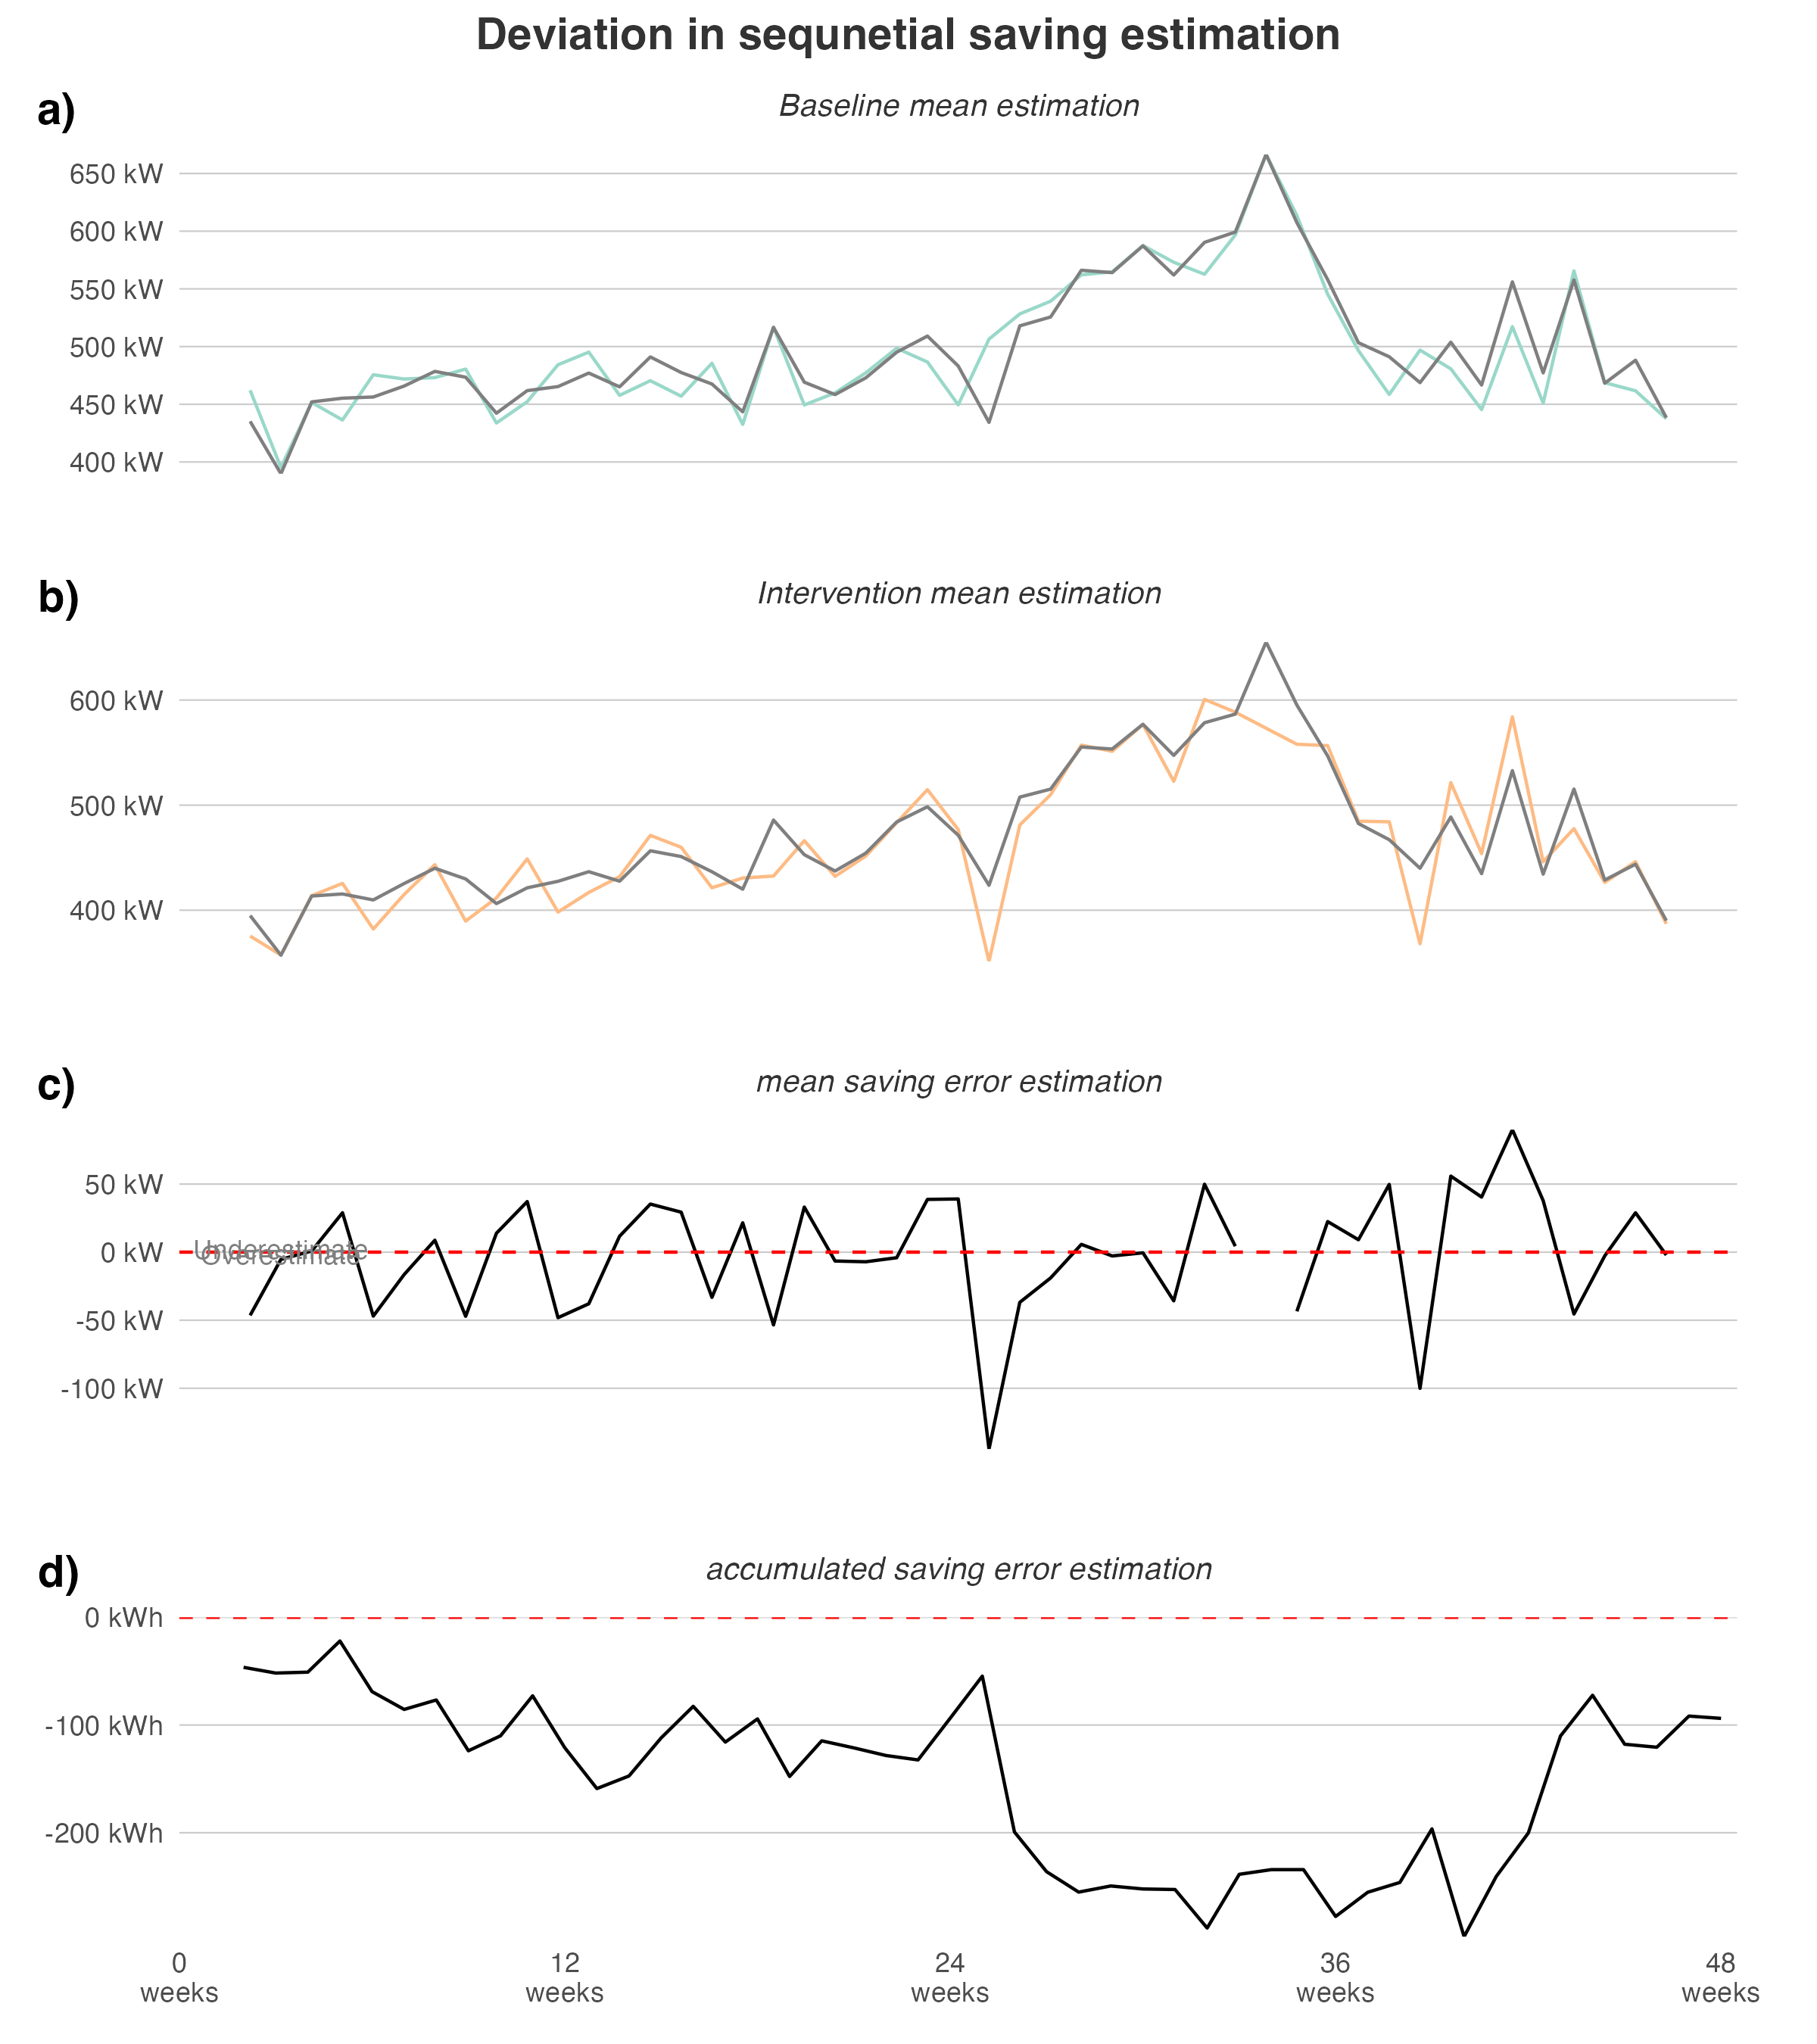 Deviation in sequnetial saving estimation
a)
Baseline mean estimation
650 kW
600 kW
550 kW
500 kW
450 kW
400 kW
b)
Intervention mean estimation
600 kW
500 kW
400 kW
c)
mean saving error estimation
50 kW
0 kW
-50 kW
-100 kW
Underestimate
Overestimate
d)
accumulated saving error estimation
0 kWh
-100 kWh
-200 kWh
0
weeks
12
weeks
24
weeks
36
weeks
48
weeks